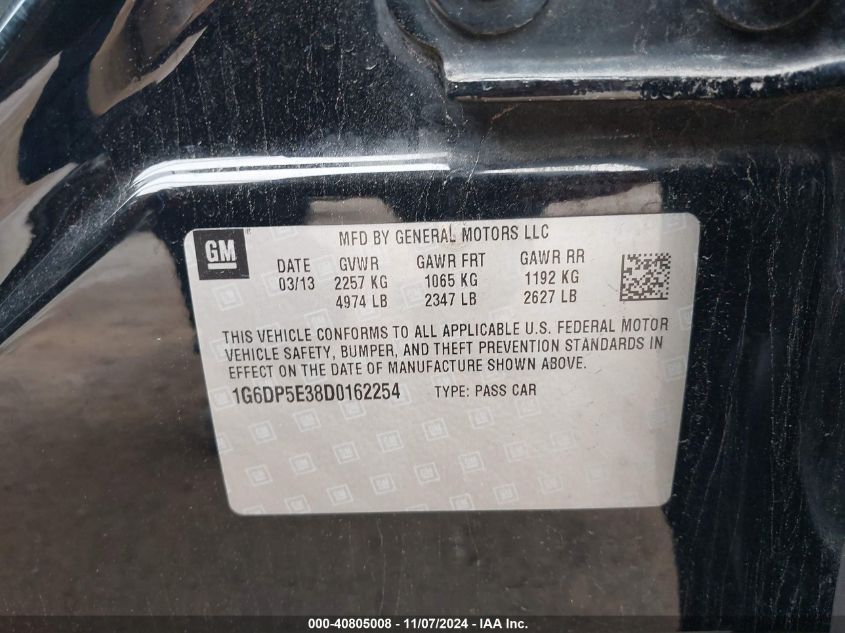 GM
MFD BY GENERAL MOTORS LLC
DATE GVWR GAWR FRT GAWR RR
03/13 2257 KG 1065 KG 1192 KG
4974 LB 2347 LB 2627 LB
THIS VEHICLE CONFORMS TO ALL APPLICABLE U.S. FEDERAL MOTOR
VEHICLE SAFETY, BUMPER, AND THEFT PREVENTION STANDARDS IN
EFFECT ON THE DATE OF MANUFACTURE SHOWN ABOVE.
1G6DP5E38D0162254 TYPE: PASS CAR
000-40805008 - 11/07/2024 - IAA Inc.